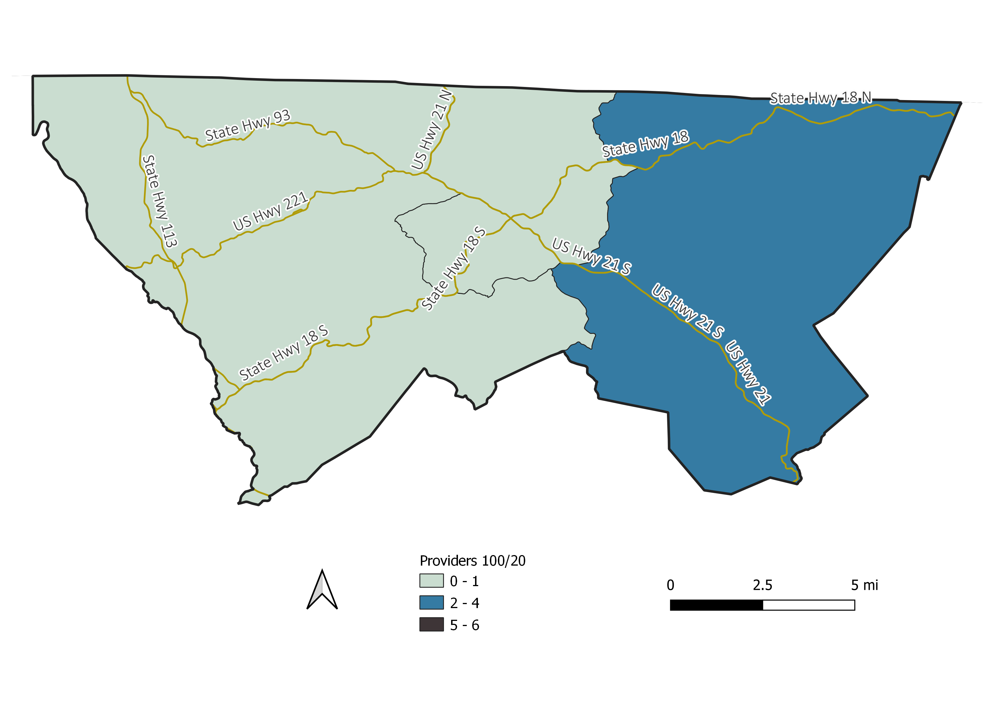 State Hwy 18 N
US Hwy 21 N
State Hwy 93
State Hwy 18
State Hwy 113
US Hwy 221
State Hwy 18 S
US Hwy 21 S
US Hwy 21 S
State Hwy 18 S
US Hwy 21
Providers 100/20
0 - 1
2 - 4
5 - 6
0 2.5 5 mi